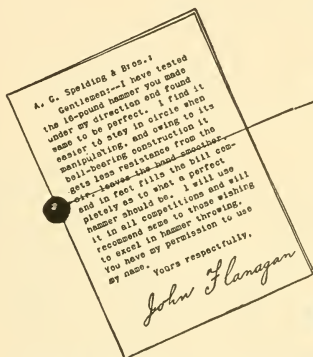 A. G. Spalding & Bros.:
Gentlemen:--I have tested
the 16-pound hammer you made
under my direction and found
same to be perfect. I find it
easier to stay in circle when
manipulating, and owing to its
ball-bearing construction it
gets less resistance from the
air, leaves the hand smoother,
and in fact fills the bill com-
pletely as to what a perfect
hammer should be. I will use
it in all competitions and will
recommend same to those wishing
to excel in hammer throwing.
You have my permission to use
my name. Yours respectfully,
John Flanagan